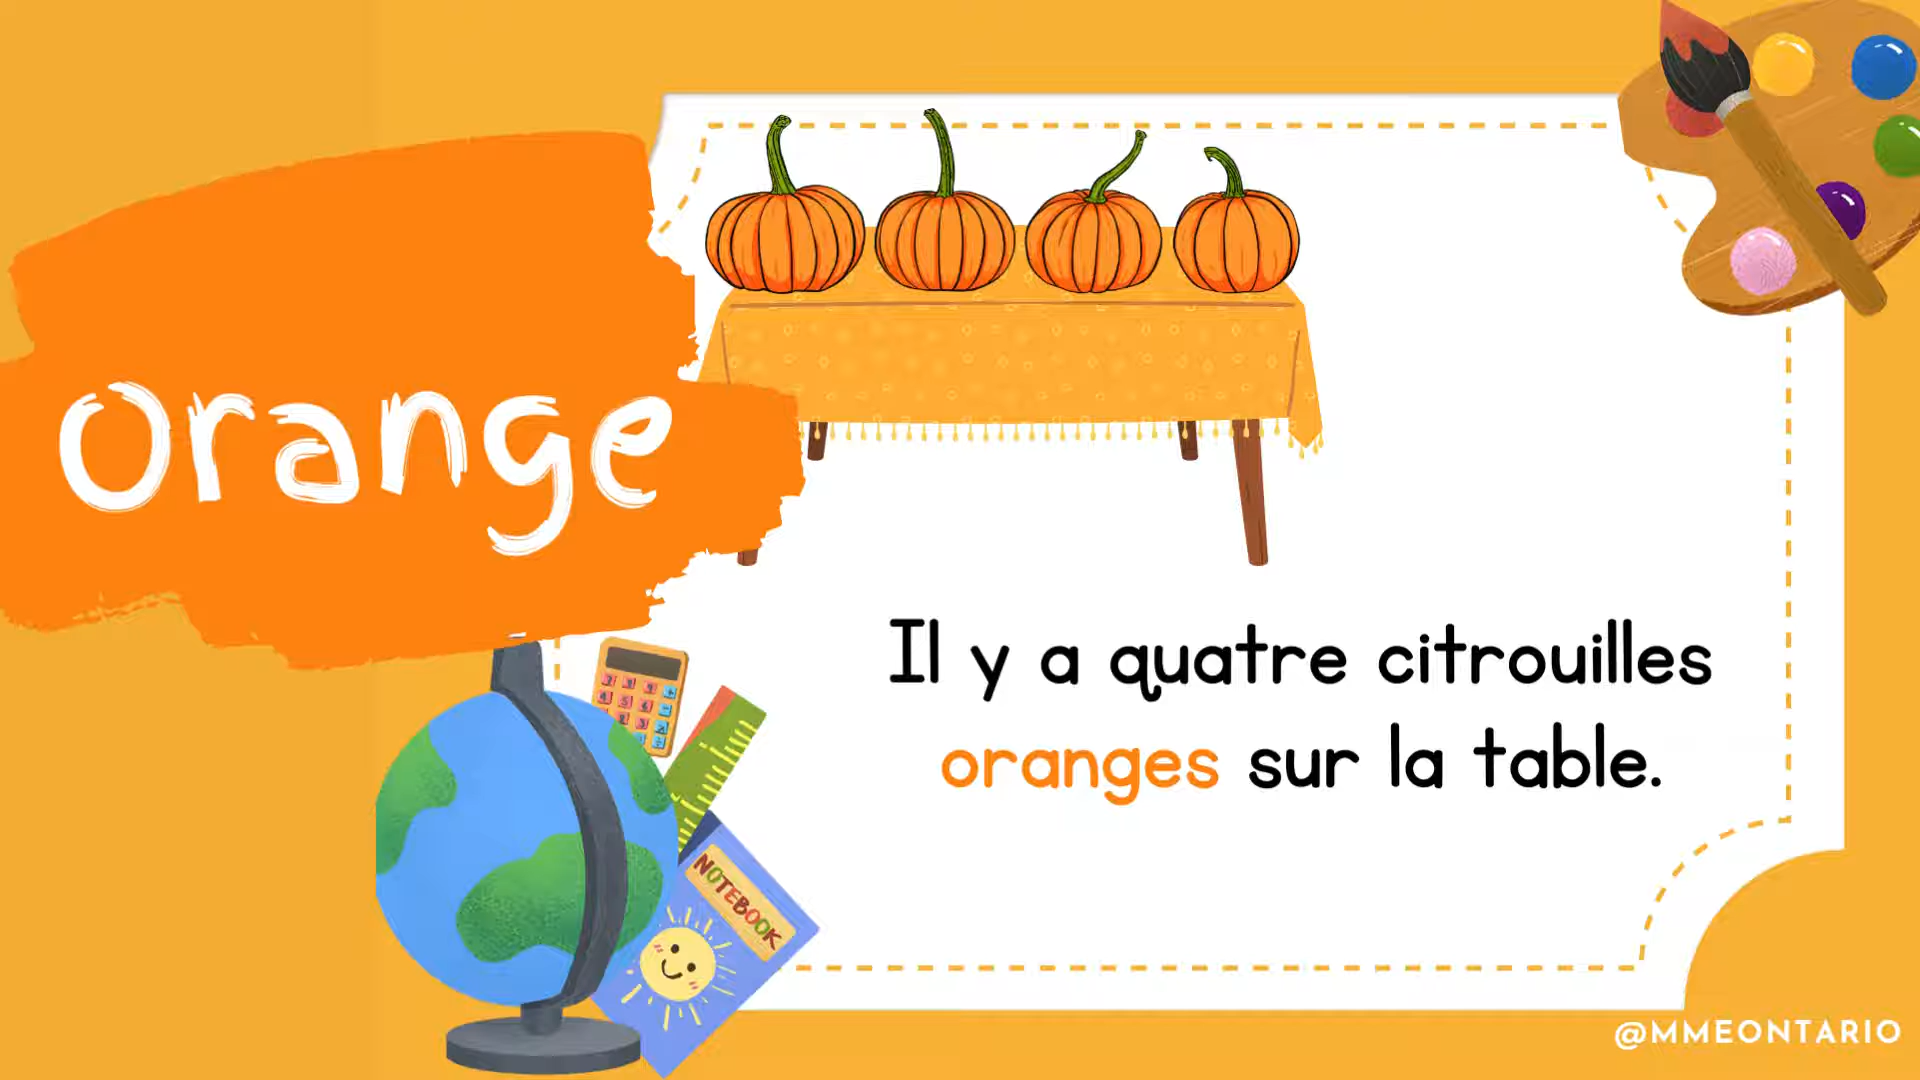 Orange
Il y a quatre citrouilles
oranges sur la table.
NOTEBOOK
@MMEONTARIO